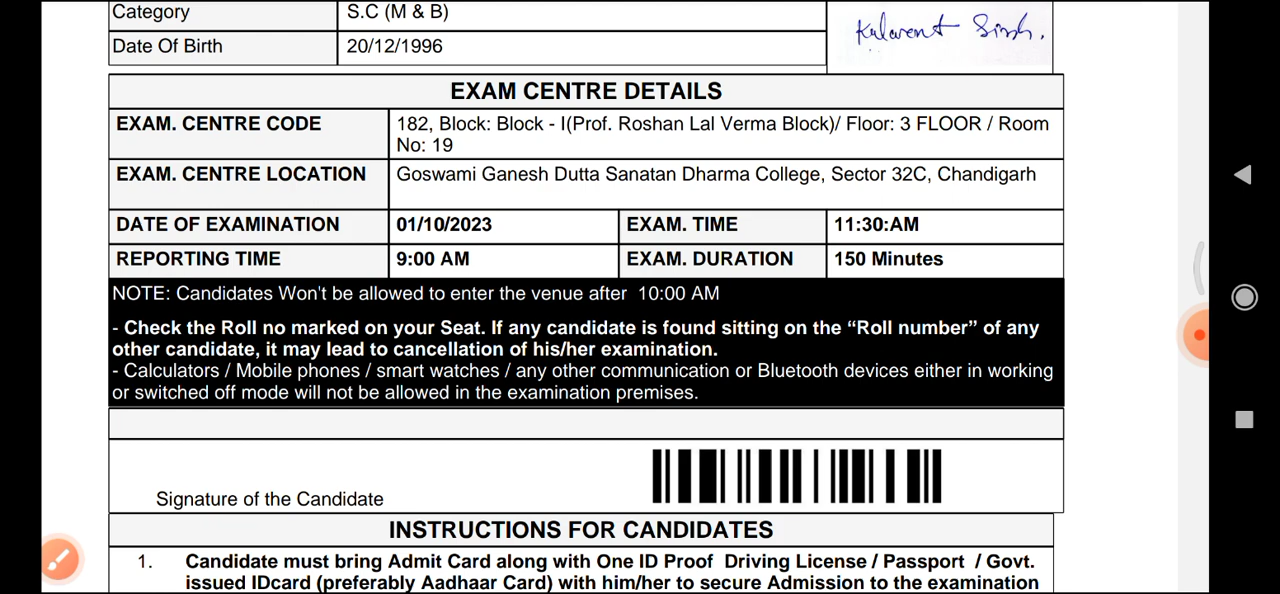 Category S.C (M & B)
Kulwent Singh.
Date Of Birth 20/12/1996
EXAM CENTRE DETAILS
EXAM. CENTRE CODE 182, Block: Block - I(Prof. Roshan Lal Verma Block)/ Floor: 3 FLOOR / Room
No: 19
EXAM. CENTRE LOCATION Goswami Ganesh Dutta Sanatan Dharma College, Sector 32C, Chandigarh
DATE OF EXAMINATION 01/10/2023 EXAM. TIME 11:30:AM
REPORTING TIME 9:00 AM EXAM. DURATION 150 Minutes
NOTE: Candidates Won't be allowed to enter the venue after 10:00 AM
- Check the Roll no marked on your Seat. If any candidate is found sitting on the “Roll number” of any
other candidate, it may lead to cancellation of his/her examination.
- Calculators / Mobile phones / smart watches / any other communication or Bluetooth devices either in working
or switched off mode will not be allowed in the examination premises.
Signature of the Candidate
INSTRUCTIONS FOR CANDIDATES
1. Candidate must bring Admit Card along with One ID Proof Driving License / Passport / Govt.
issued IDcard (preferably Aadhaar Card) with him/her to secure Admission to the examination